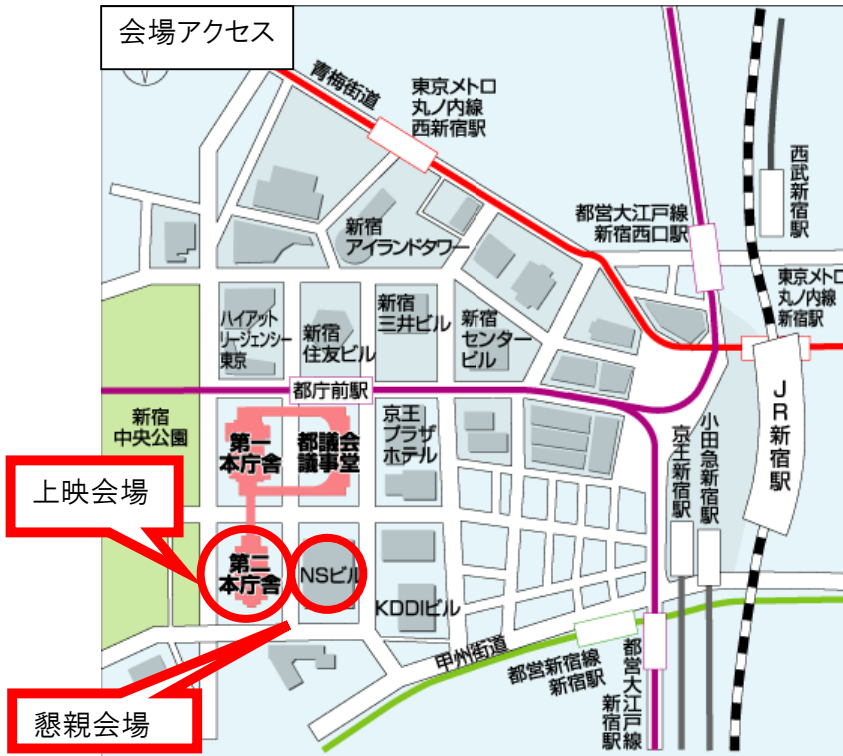 会場アクセス
青梅街道
東京メトロ
丸ノ内線
西新宿駅
西武新宿駅
都営大江戸線
新宿西口駅
新宿
アイランドタワー
東京メトロ
丸ノ内線
新宿駅
ハイアット
リージェンシー
東京
新宿
住友ビル
新宿
三井ビル
新宿
センター
ビル
都庁前駅
JR新宿駅
新宿
中央公園
第一
本庁舎
都議会
議事堂
京王
プラザ
ホテル
小田急新宿駅
京王新宿駅
上映会場
第二
本庁舎
NSビル
KDDIビル
甲州街道
都営新宿線
新宿駅
都営大江戸線
新宿駅
懇親会場